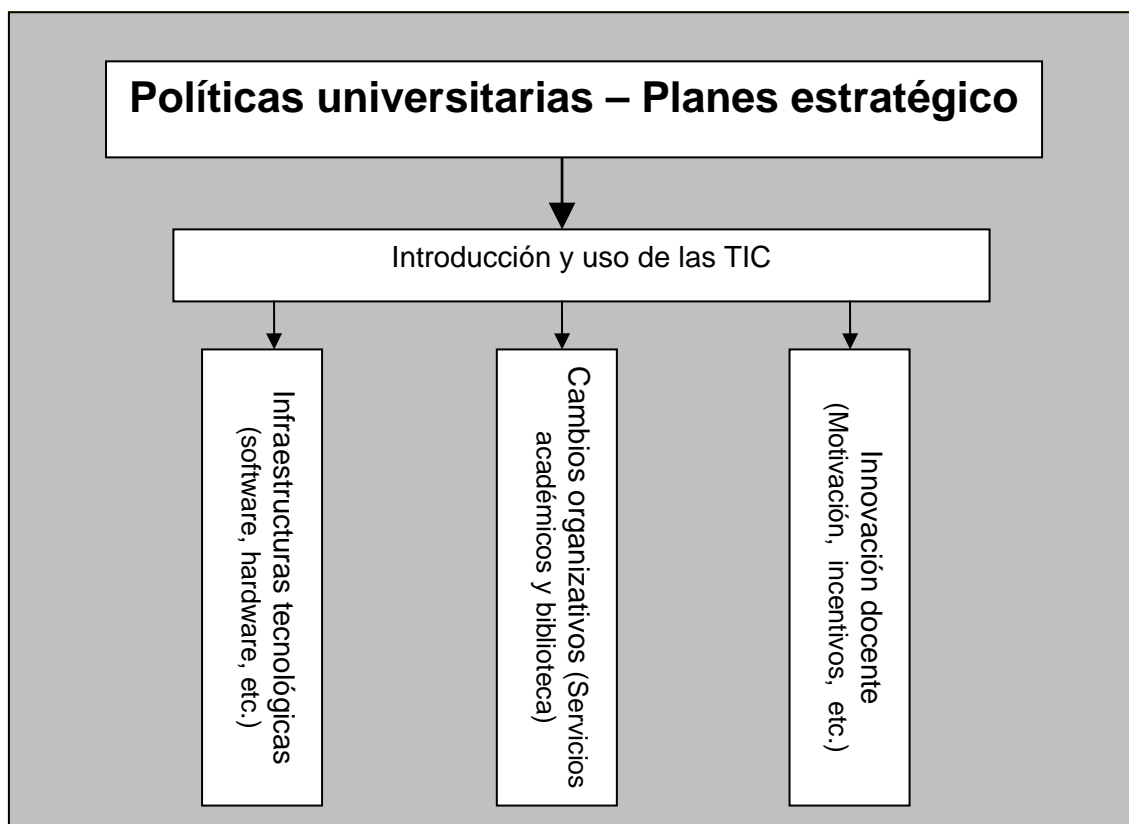 Políticas universitarias – Planes estratégico
Introducción y uso de las TIC
Infraestructuras tecnológicas
(software, hardware, etc.)
Cambios organizativos (Servicios
académicos y biblioteca)
Innovación docente
(Motivación, incentivos, etc.)